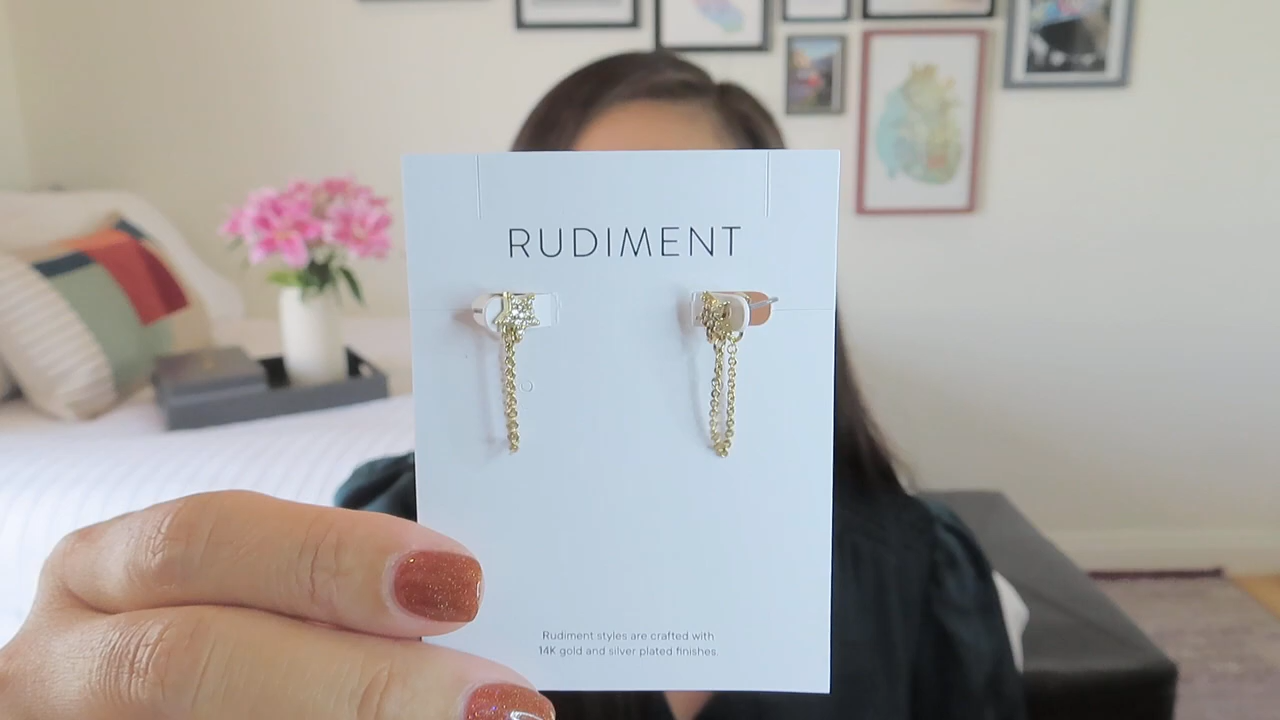 RUDIMENT
Rudiment styles are crafted with
14K gold and silver plated finishes.